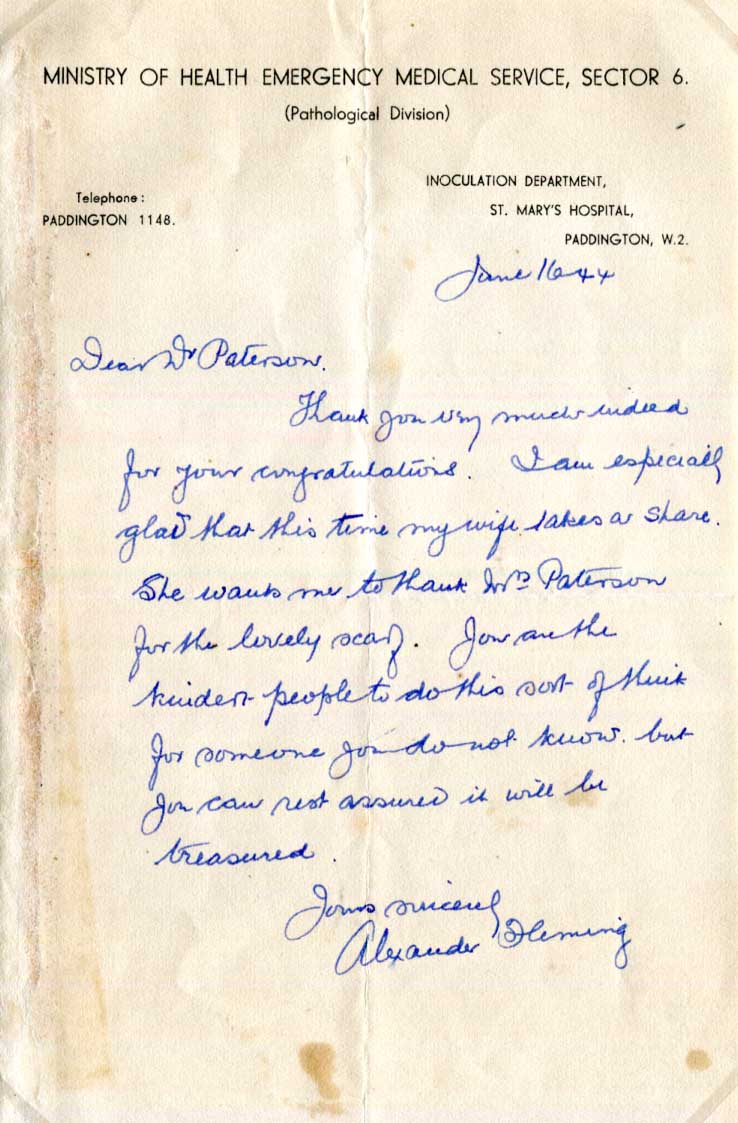 MINISTRY OF HEALTH EMERGENCY MEDICAL SERVICE, SECTOR 6.
(Pathological Division)
Telephone :
PADDINGTON 1148.
INOCULATION DEPARTMENT,
ST. MARY'S HOSPITAL,
PADDINGTON, W.2.
June 16 44
Dear Dr Paterson.
Thank you very much indeed
for your congratulations. I am especially
glad that this time my wife takes a share.
She wants me to thank Mrs Paterson
for the lovely scarf. You are the
kindest people to do this sort of think
for someone you do not know. but
you can rest assured it will be
treasured.
Yours sincerely
Alexander Fleming